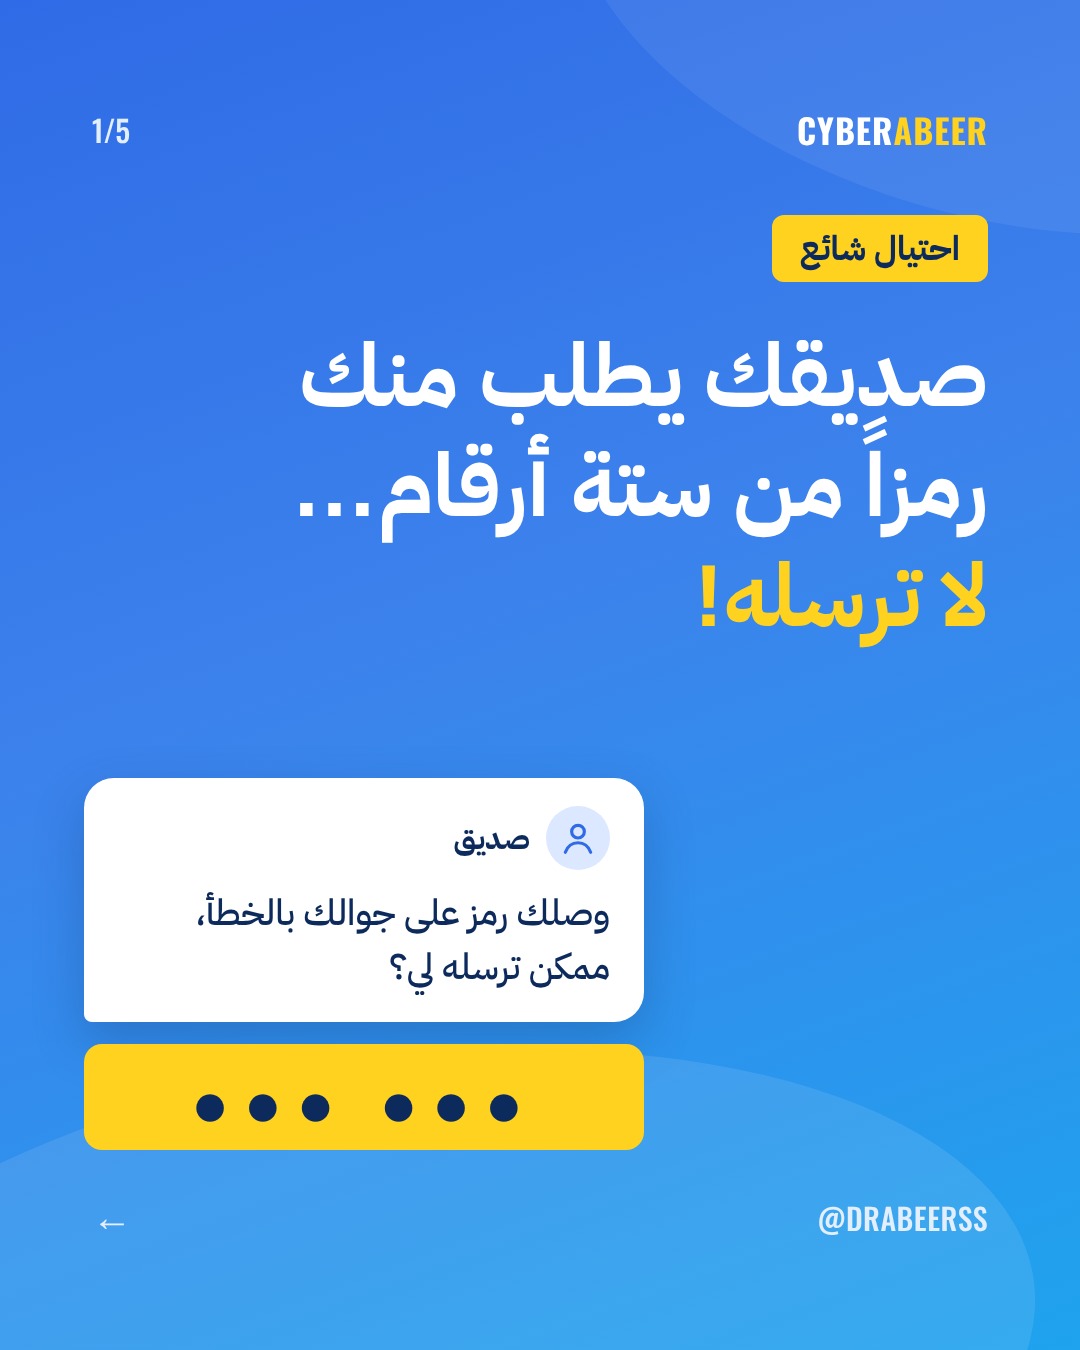 CYBERABEER
1/5
احتيال شائع
صديقك يطلب منك
رمزاً من ستة أرقام...
لا ترسله!
صديق
وصلك رمز على جوالك بالخطأ،
ممكن ترسله لي؟
●●● ●●●
@DRABEERSS
←